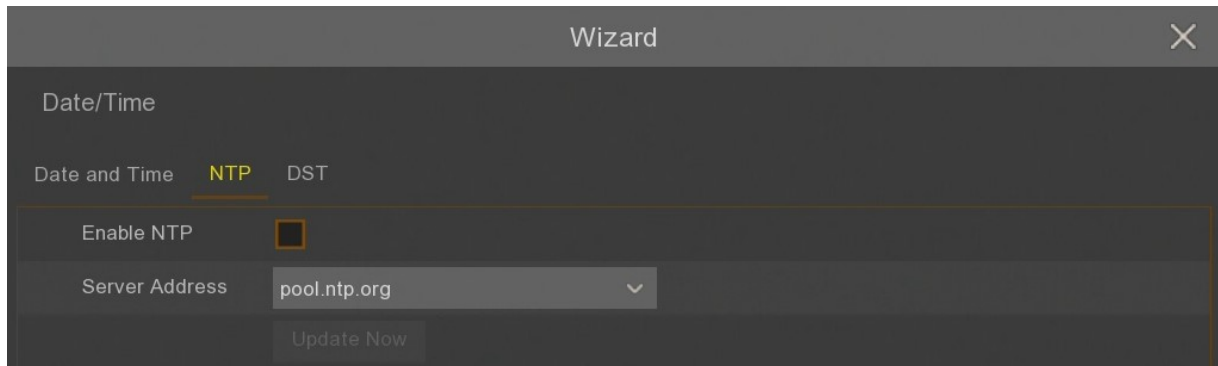 Wizard
Date/Time
Date and Time NTP DST
Enable NTP
Server Address pool.ntp.org
Update Now